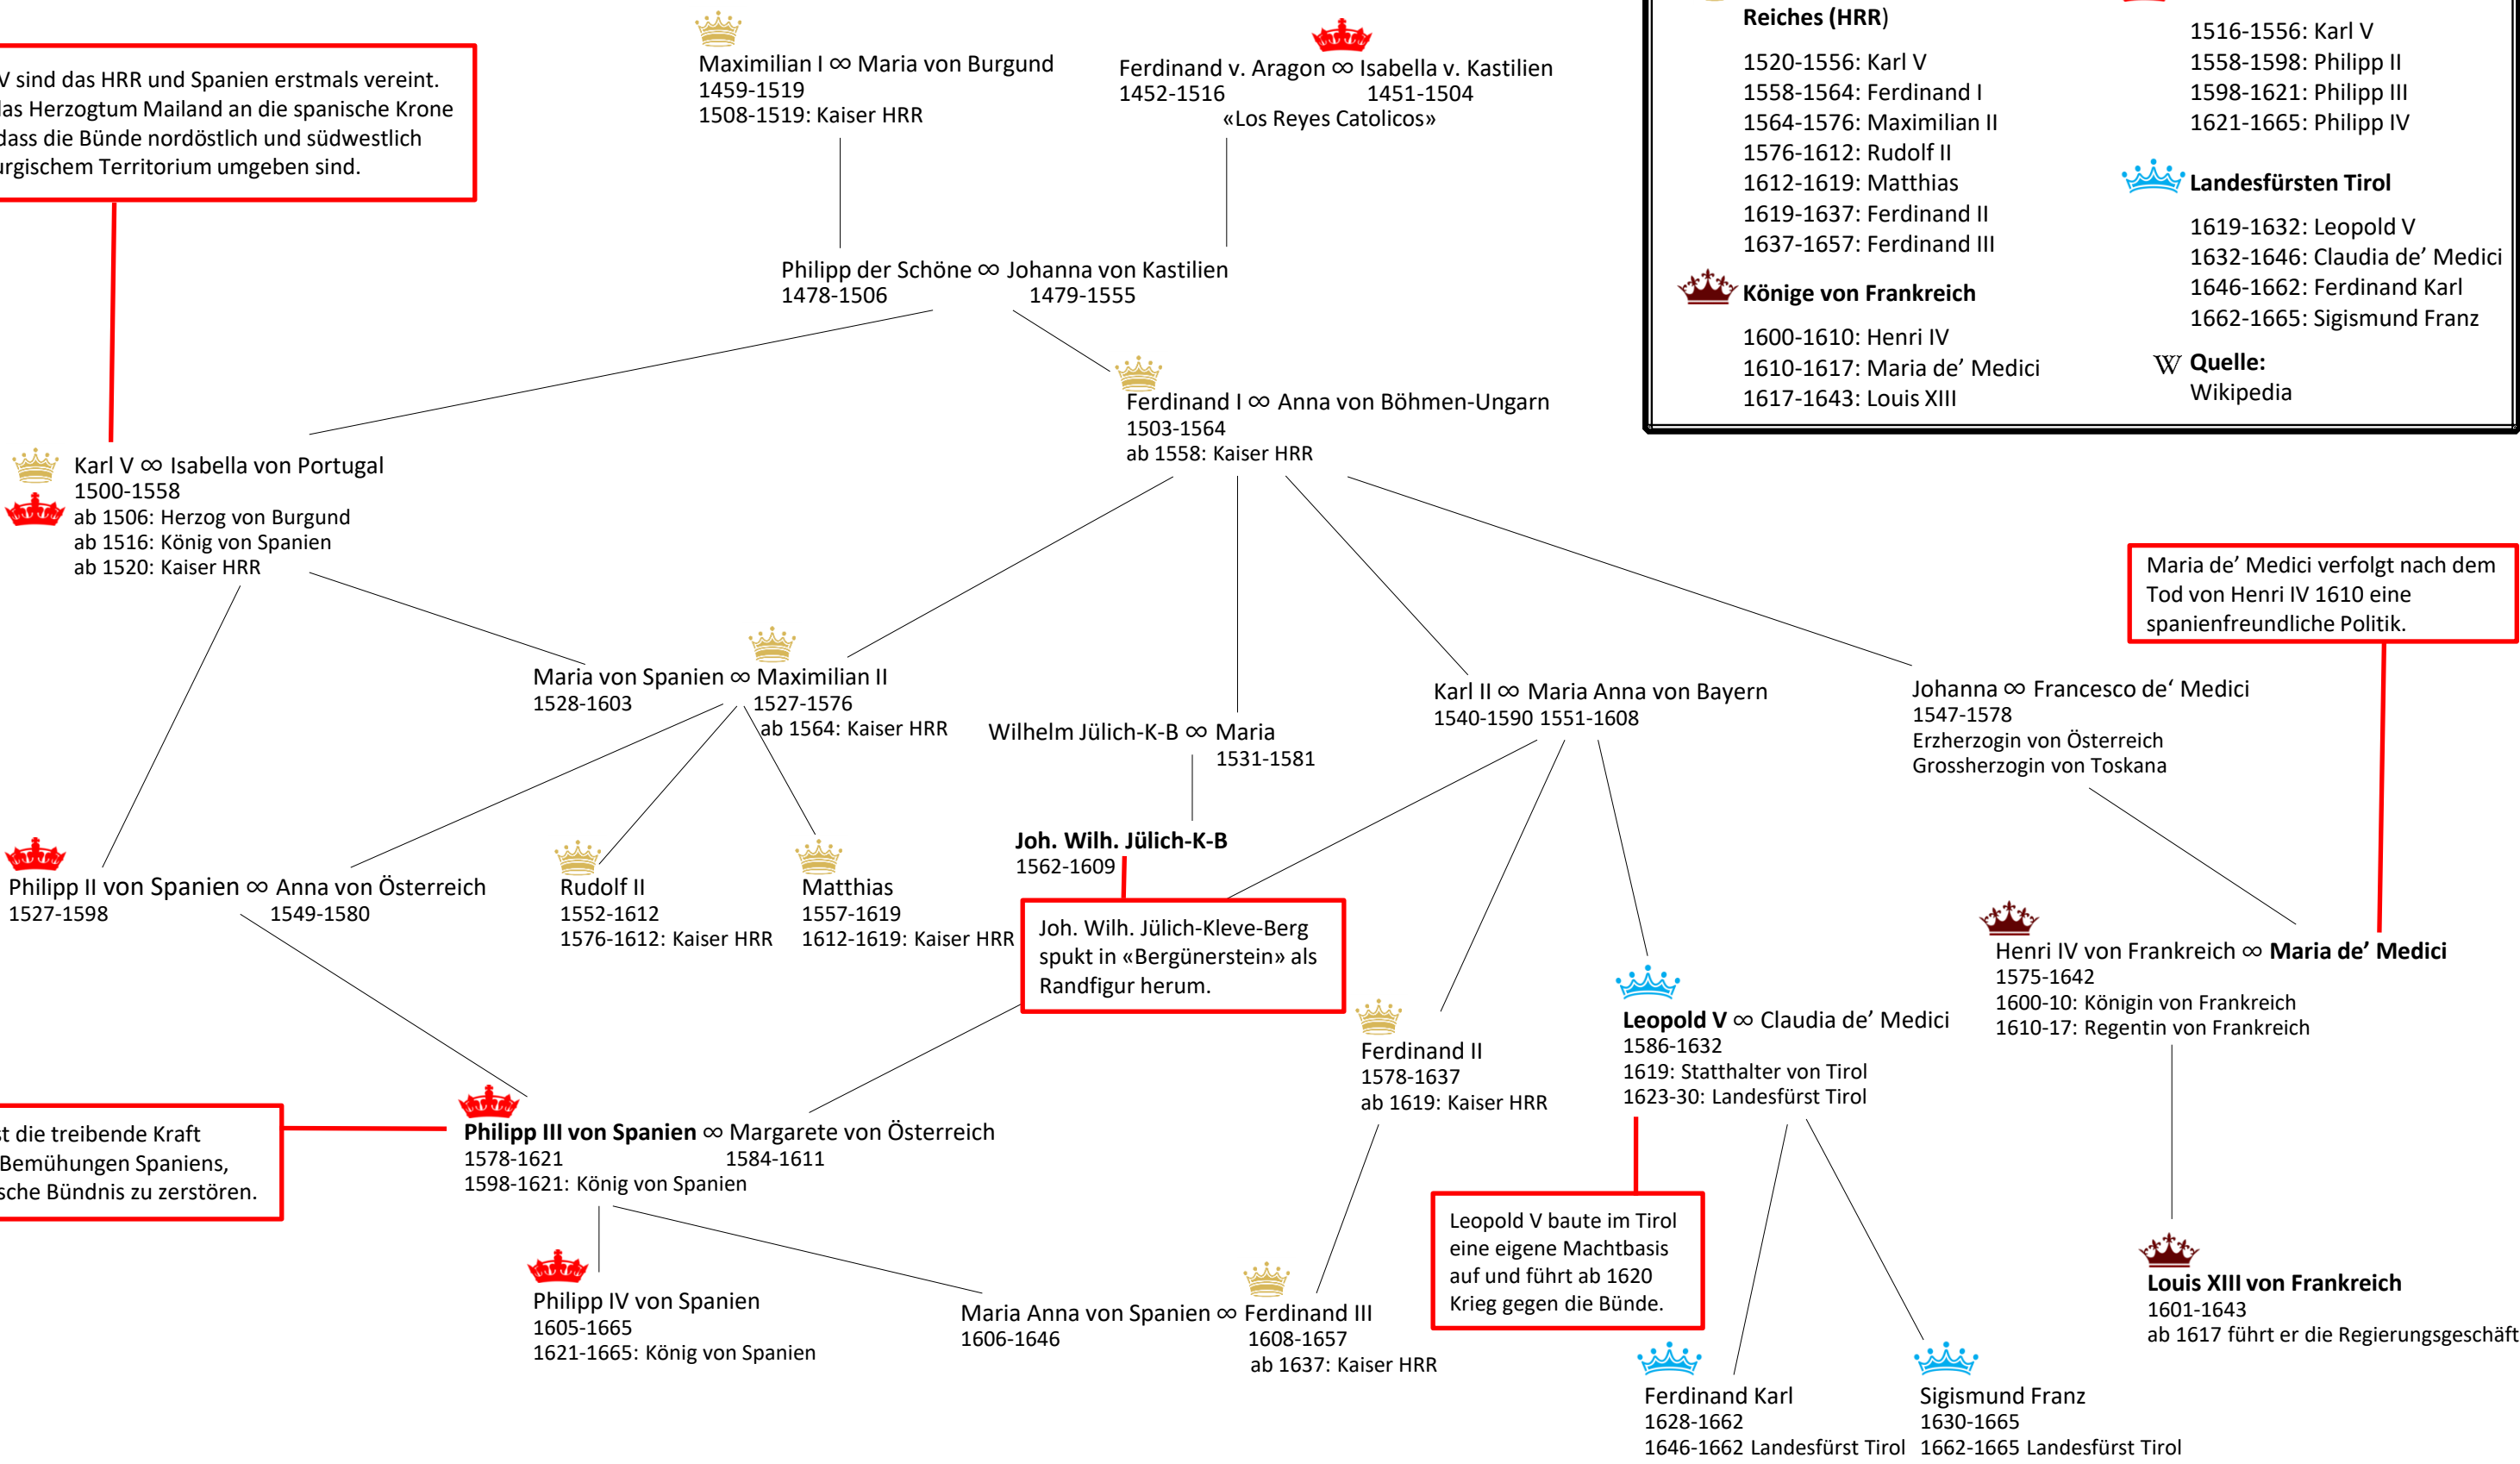 V sind das HRR und Spanien erstmals vereint.
das Herzogtum Mailand an die spanische Krone
dass die Bünde nordöstlich und südwestlich
urgischem Territorium umgeben sind.
Maximilian I ∞ Maria von Burgund
1459-1519
1508-1519: Kaiser HRR
Ferdinand v. Aragon ∞ Isabella v. Kastilien
1452-1516 1451-1504
«Los Reyes Catolicos»
Reiches (HRR)
1520-1556: Karl V
1558-1564: Ferdinand I
1564-1576: Maximilian II
1576-1612: Rudolf II
1612-1619: Matthias
1619-1637: Ferdinand II
1637-1657: Ferdinand III
Könige von Frankreich
1600-1610: Henri IV
1610-1617: Maria de’ Medici
1617-1643: Louis XIII
1516-1556: Karl V
1558-1598: Philipp II
1598-1621: Philipp III
1621-1665: Philipp IV
Landesfürsten Tirol
1619-1632: Leopold V
1632-1646: Claudia de’ Medici
1646-1662: Ferdinand Karl
1662-1665: Sigismund Franz
W Quelle:
Wikipedia
Philipp der Schöne ∞ Johanna von Kastilien
1478-1506 1479-1555
Ferdinand I ∞ Anna von Böhmen-Ungarn
1503-1564
ab 1558: Kaiser HRR
Karl V ∞ Isabella von Portugal
1500-1558
ab 1506: Herzog von Burgund
ab 1516: König von Spanien
ab 1520: Kaiser HRR
Maria de’ Medici verfolgt nach dem
Tod von Henri IV 1610 eine
spanienfreundliche Politik.
Maria von Spanien ∞ Maximilian II
1528-1603 1527-1576
ab 1564: Kaiser HRR
Wilhelm Jülich-K-B ∞ Maria
1531-1581
Karl II ∞ Maria Anna von Bayern
1540-1590 1551-1608
Johanna ∞ Francesco de‘ Medici
1547-1578
Erzherzogin von Österreich
Grossherzogin von Toskana
Philipp II von Spanien ∞ Anna von Österreich
1527-1598 1549-1580
Rudolf II
1552-1612
1576-1612: Kaiser HRR
Matthias
1557-1619
1612-1619: Kaiser HRR
Joh. Wilh. Jülich-K-B
1562-1609
Joh. Wilh. Jülich-Kleve-Berg
spukt in «Bergünerstein» als
Randfigur herum.
Ferdinand II
1578-1637
ab 1619: Kaiser HRR
Leopold V ∞ Claudia de’ Medici
1586-1632
1619: Statthalter von Tirol
1623-30: Landesfürst Tirol
Henri IV von Frankreich ∞ Maria de’ Medici
1575-1642
1600-10: Königin von Frankreich
1610-17: Regentin von Frankreich
st die treibende Kraft
Bemühungen Spaniens,
sche Bündnis zu zerstören.
Philipp III von Spanien ∞ Margarete von Österreich
1578-1621 1584-1611
1598-1621: König von Spanien
Leopold V baute im Tirol
eine eigene Machtbasis
auf und führt ab 1620
Krieg gegen die Bünde.
Philipp IV von Spanien
1605-1665
1621-1665: König von Spanien
Maria Anna von Spanien ∞ Ferdinand III
1606-1646 1608-1657
ab 1637: Kaiser HRR
Louis XIII von Frankreich
1601-1643
ab 1617 führt er die Regierungsgeschäft
Ferdinand Karl
1628-1662
1646-1662 Landesfürst Tirol
Sigismund Franz
1630-1665
1662-1665 Landesfürst Tirol